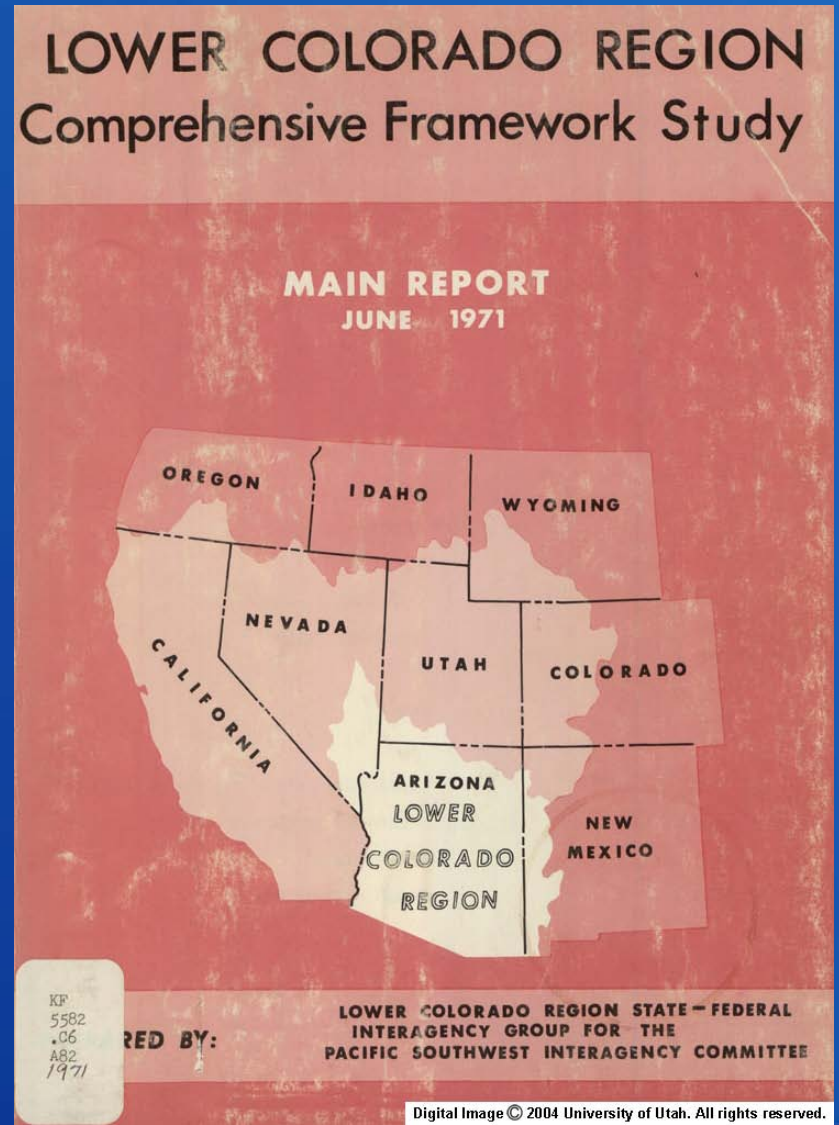 LOWER COLORADO REGION
Comprehensive Framework Study
MAIN REPORT
JUNE 1971
OREGON
IDAHO
WYOMING
NEVADA
UTAH
COLORADO
CALIFORNIA
ARIZONA
LOWER
COLORADO
REGION
NEW
MEXICO
KF
5582
.C6
A82
1971
RED BY:
LOWER COLORADO REGION STATE-FEDERAL
INTERAGENCY GROUP FOR THE
PACIFIC SOUTHWEST INTERAGENCY COMMITTEE
Digital Image © 2004 University of Utah. All rights reserved.